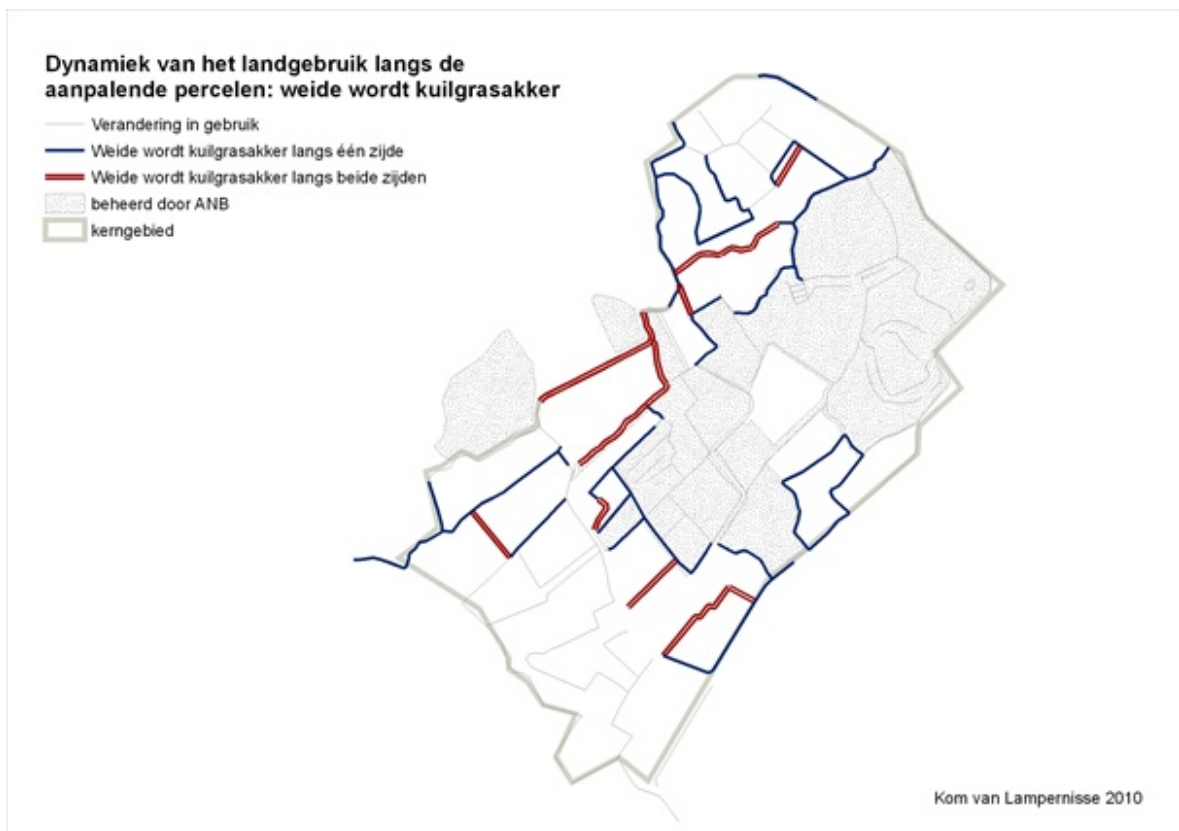 Dynamiek van het landgebruik langs de
aanpalende percelen: weide wordt kuilgrasakker
Verandering in gebruik
Weide wordt kuilgrasakker langs één zijde
Weide wordt kuilgrasakker langs beide zijden
beheerd door ANB
kerngebied
Kom van Lampernisse 2010